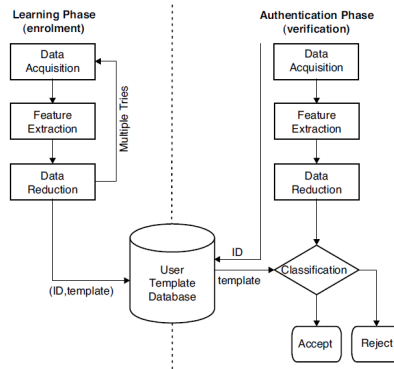 Learning Phase
(enrolment)
Data
Acquisition
Feature
Extraction
Data
Reduction
Multiple Tries
(ID,template)
User
Template
Database
Authentication Phase
(verification)
Data
Acquisition
Feature
Extraction
Data
Reduction
ID
template
Classification
Accept
Reject